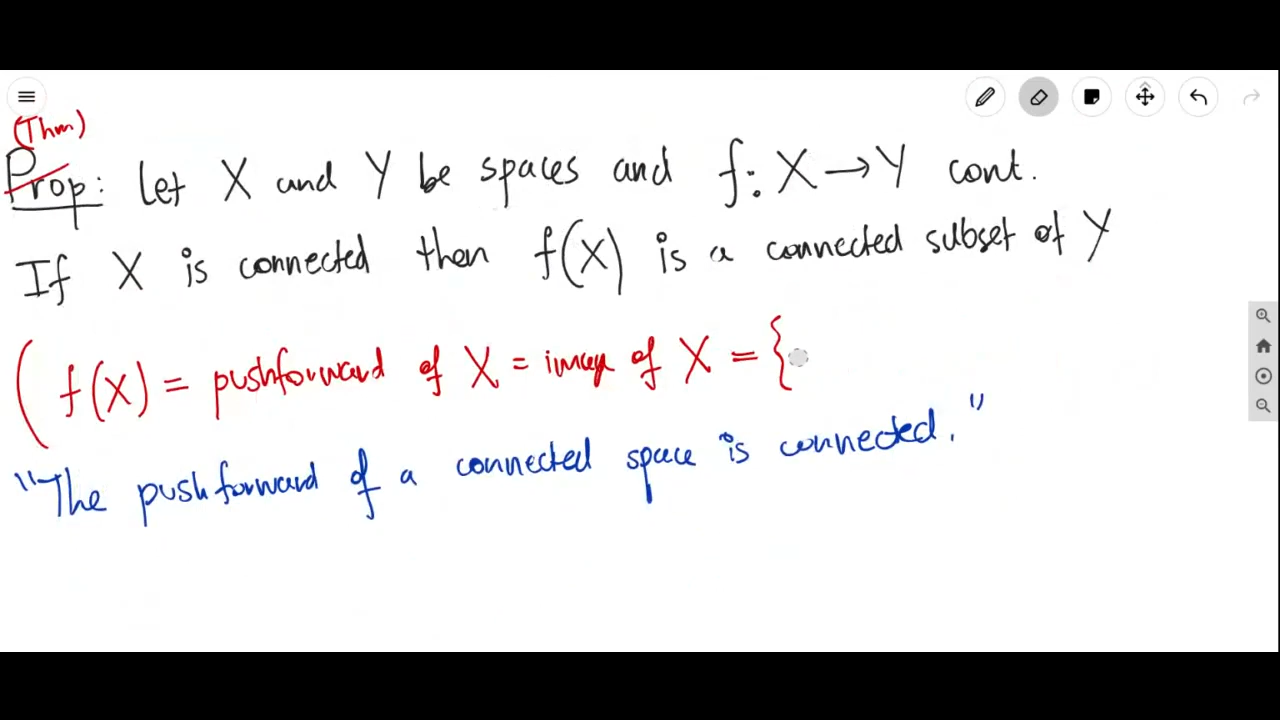 (Thm)
Prop: Let X and Y be spaces and f: X → Y cont.
If X is connected then f(X) is a connected subset of Y
( f(X) = pushforward of X = image of X = {
"The pushforward of a connected space is connected."